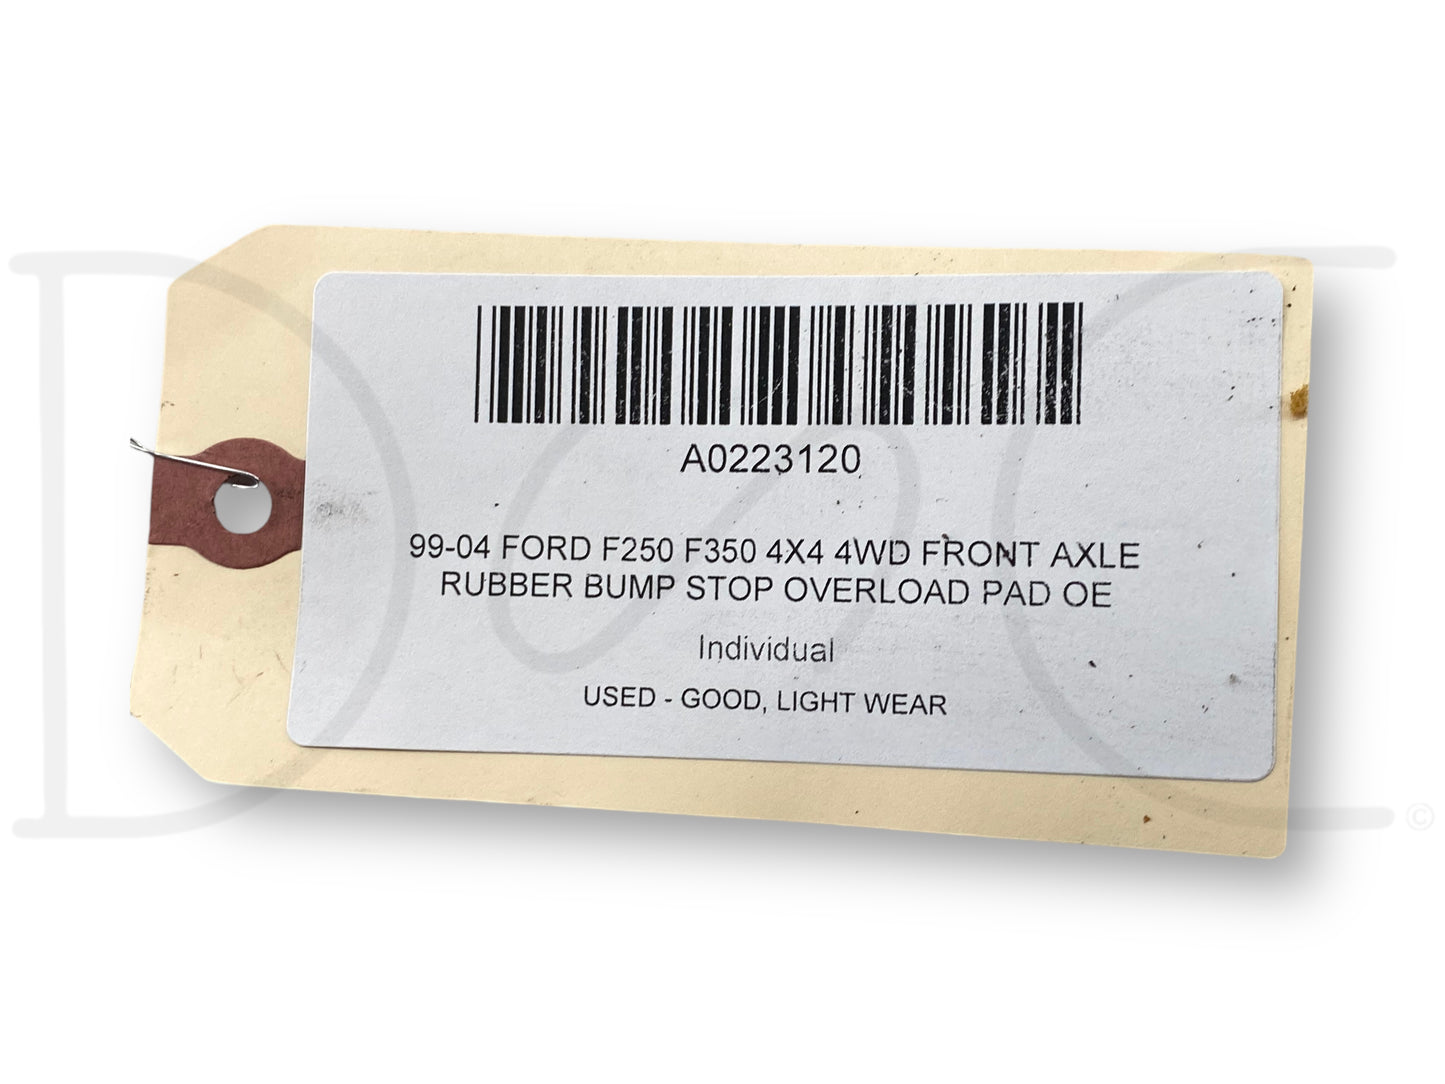 A0223120
99-04 FORD F250 F350 4X4 4WD FRONT AXLE
RUBBER BUMP STOP OVERLOAD PAD OE
Individual
USED - GOOD, LIGHT WEAR
D&C ©